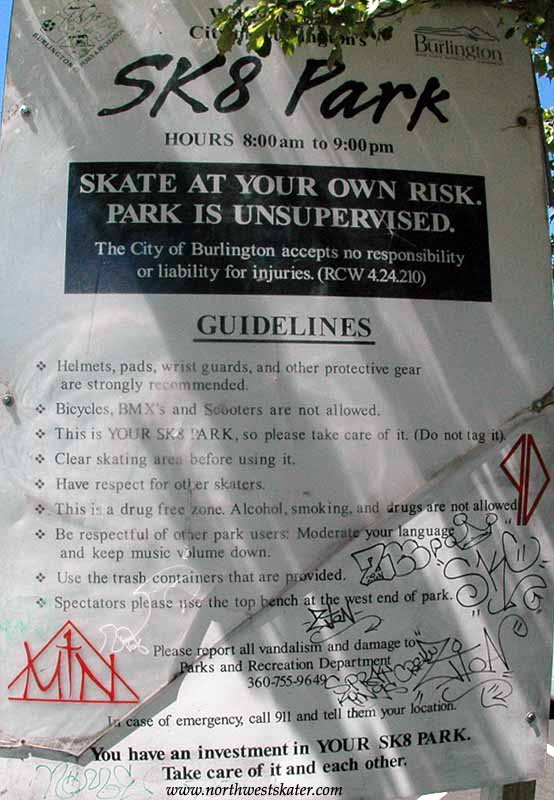 City Burlington's
Burlington
BURLINGTON PARKS & RECREATION
SK8 Park
HOURS 8:00am to 9:00pm
SKATE AT YOUR OWN RISK.
PARK IS UNSUPERVISED.
The City of Burlington accepts no responsibility
or liability for injuries. (RCW 4.24.210)
GUIDELINES
❖ Helmets, pads, wrist guards, and other protective gear
are strongly recommended.
❖ Bicycles, BMX's and Scooters are not allowed.
❖ This is YOUR SK8 PARK, so please take care of it. (Do not tag it).
❖ Clear skating area before using it.
❖ Have respect for other skaters.
❖ This is a drug free zone. Alcohol, smoking, and drugs are not allowed
❖ Be respectful of other park users: Moderate your language
and keep music volume down.
❖ Use the trash containers that are provided.
❖ Spectators please use the top bench at the west end of park.
MTN
Please report all vandalism and damage to
Parks and Recreation Department
360-755-9649
In case of emergency, call 911 and tell them your location.
You have an investment in YOUR SK8 PARK.
Take care of it and each other.
www.northwestskater.com